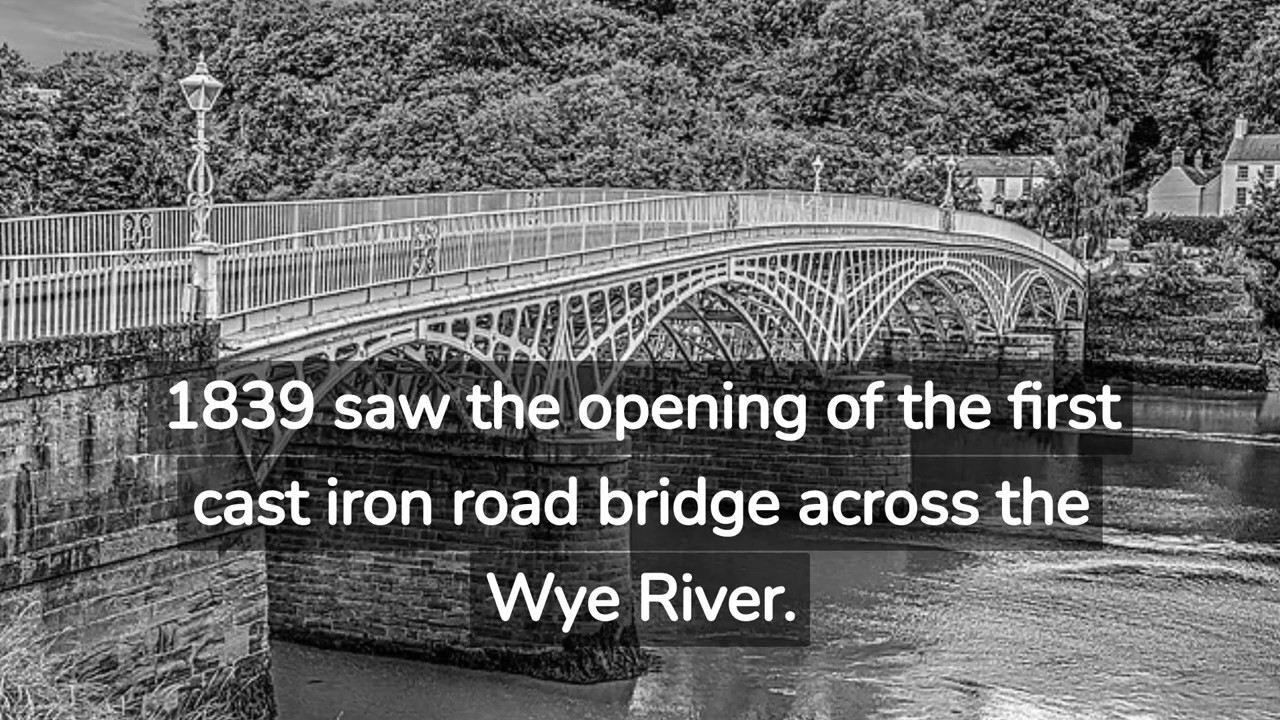 1839 saw the opening of the first
cast iron road bridge across the
Wye River.